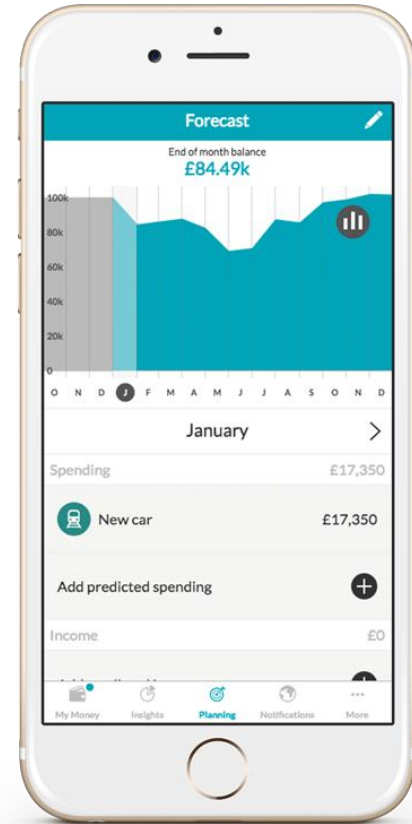 Forecast
End of month balance
£84.49k
100k
80k
60k
40k
20k
0
O N D J F M A M J J A S O N D
January
Spending £17,350
New car £17,350
Add predicted spending
Income £0
My Money Insights Planning Notifications More